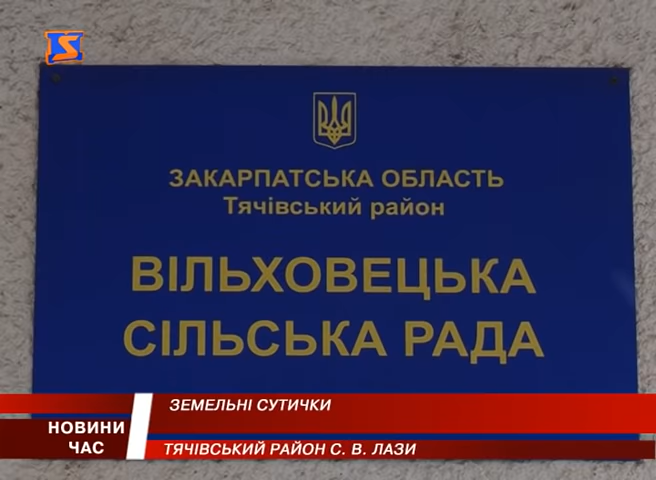 ЗАКАРПАТСЬКА ОБЛАСТЬ
Тячівський район
ВІЛЬХОВЕЦЬКА
СІЛЬСЬКА РАДА
ЗЕМЕЛЬНІ СУТИЧКИ
НОВИНИ
ЧАС
ТЯЧІВСЬКИЙ РАЙОН С. В. ЛАЗИ